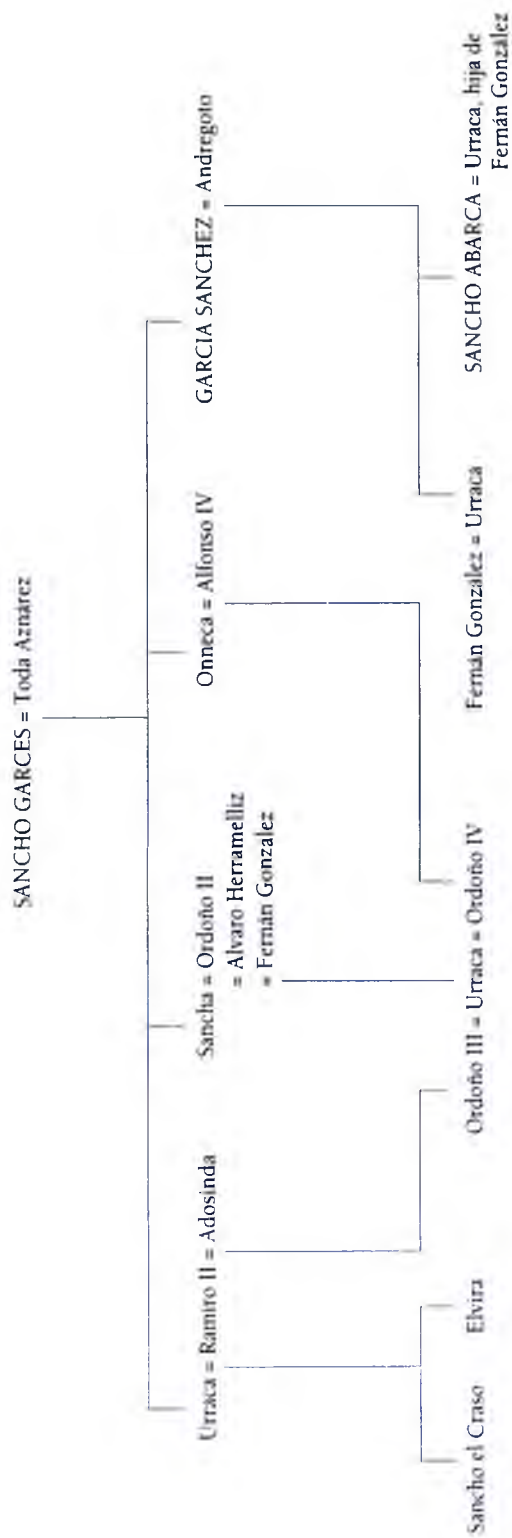 SANCHO GARCES = Toda Aznárez
Urraca = Ramiro II = Adosinda
Sancha = Ordoño II
= Alvaro Herramelliz
= Fernán Gonzalez
Onneca = Alfonso IV
GARCIA SANCHEZ = Andregoto
Sancho el Craso
Elvira
Ordoño III = Urraca = Ordoño IV
Fernán González = Urraca
SANCHO ABARCA = Urraca, hija de
Fernán González